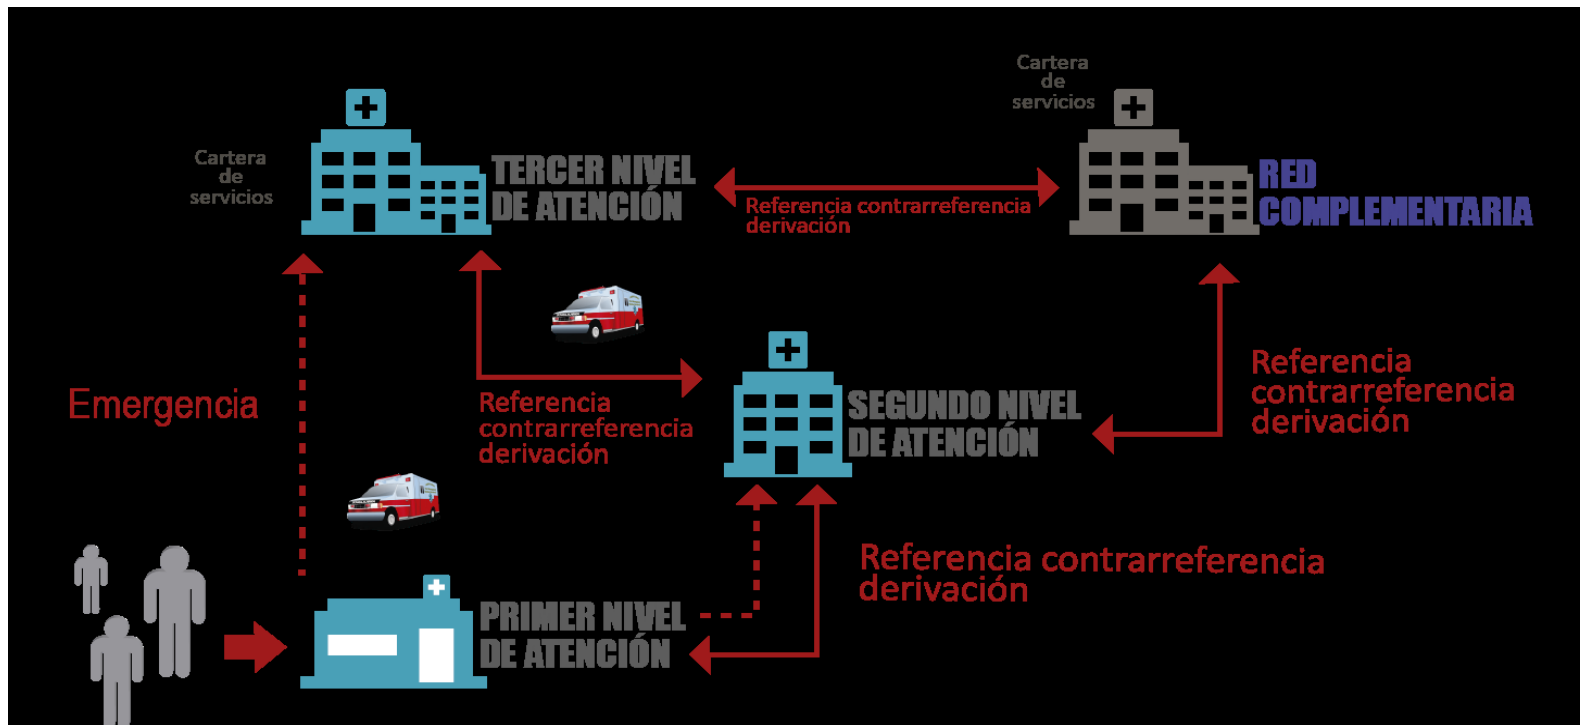 Cartera
de
servicios
Cartera
de
servicios
TERCER NIVEL
DE ATENCIÓN
RED
COMPLEMENTARIA
Referencia contrarreferencia
derivación
Emergencia
Referencia
contrarreferencia
derivación
SEGUNDO NIVEL
DE ATENCIÓN
Referencia
contrarreferencia
derivación
Referencia contrarreferencia
derivación
PRIMER NIVEL
DE ATENCIÓN